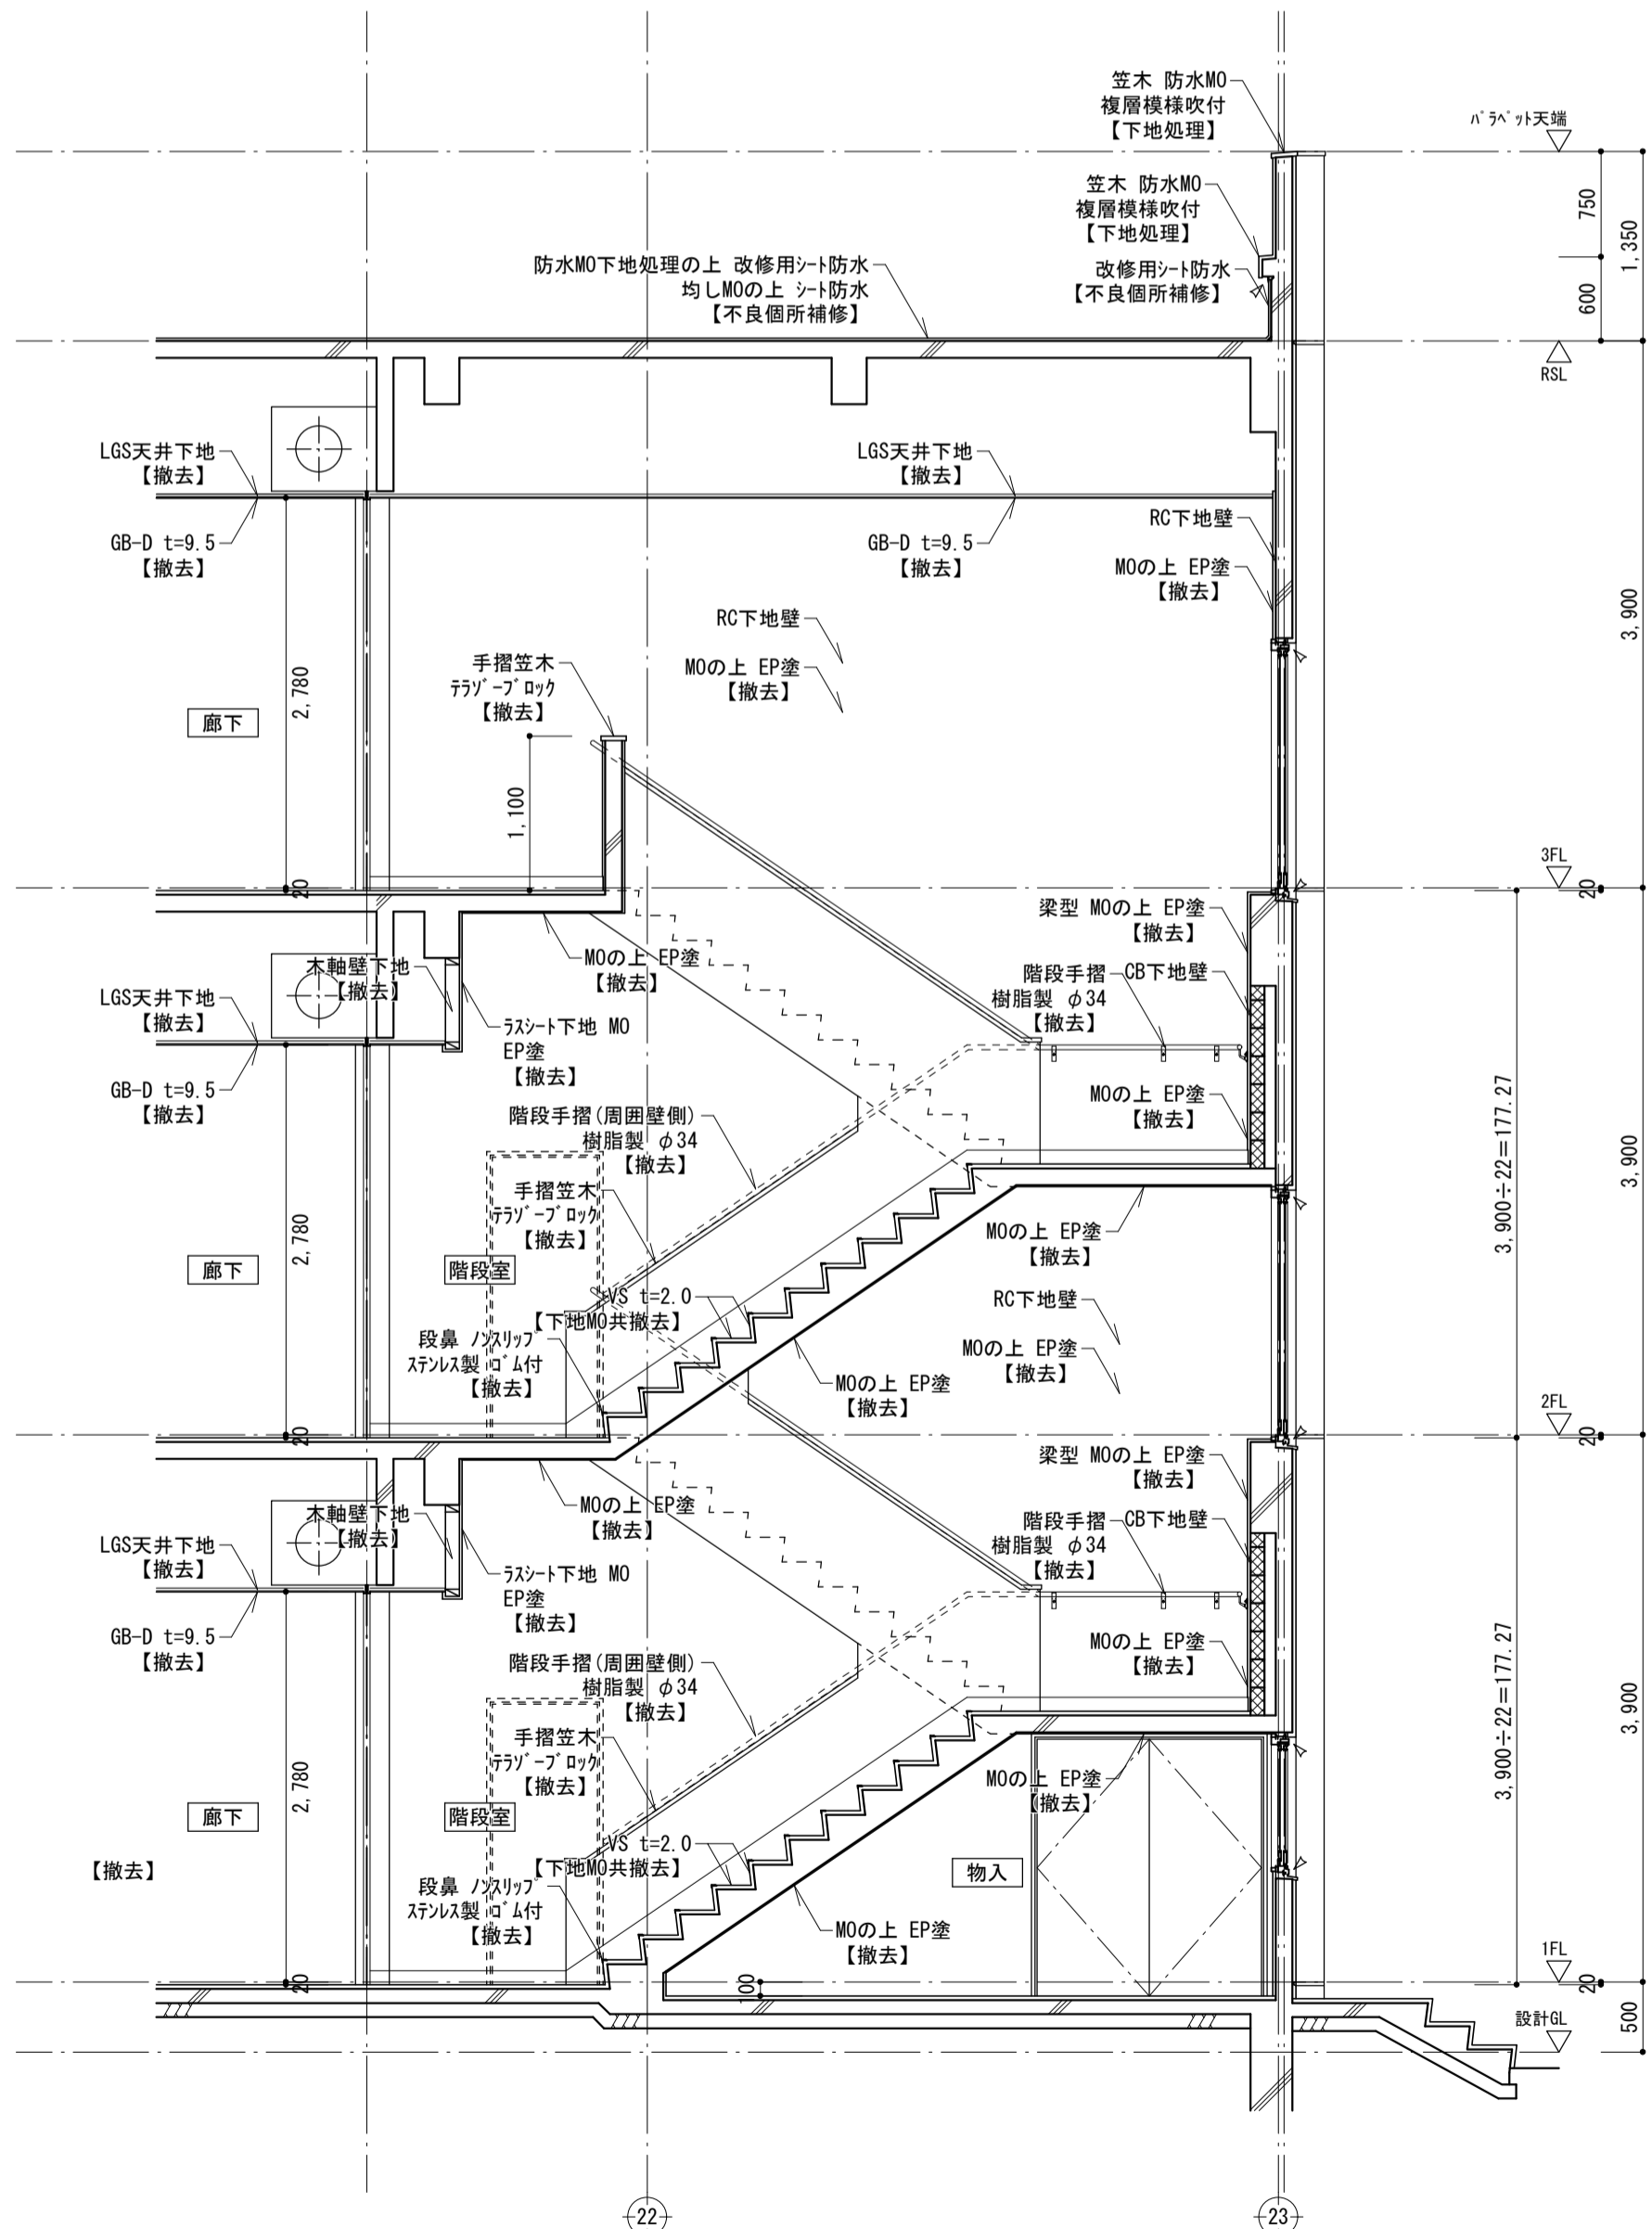 笠木 防水MO
複層模様吹付
【下地処理】
パラペット天端
笠木 防水MO
複層模様吹付
【下地処理】
750
1,350
防水MO下地処理の上 改修用シート防水
均しMOの上 シート防水
【不良個所補修】
改修用シート防水
【不良個所補修】
600
RSL
LGS天井下地
【撤去】
LGS天井下地
【撤去】
GB-D t=9.5
【撤去】
GB-D t=9.5
【撤去】
RC下地壁
MOの上 EP塗
【撤去】
3,900
RC下地壁
MOの上 EP塗
【撤去】
手摺笠木
テラゾーブロック
【撤去】
2,780
廊下
1,100
3FL
20
20
梁型 MOの上 EP塗
【撤去】
MOの上 EP塗
【撤去】
木軸壁下地
【撤去】
階段手摺
樹脂製 φ34
【撤去】
CB下地壁
LGS天井下地
【撤去】
ラスシート下地 MO
EP塗
【撤去】
GB-D t=9.5
【撤去】
階段手摺(周囲壁側)
樹脂製 φ34
【撤去】
MOの上 EP塗
【撤去】
3,900÷22=177.27
3,900
手摺笠木
テラゾーブロック
【撤去】
2,780
廊下
階段室
MOの上 EP塗
【撤去】
VS t=2.0
【下地MO共撤去】
RC下地壁
MOの上 EP塗
【撤去】
段鼻 ノンスリップ
ステンレス製 ゴム付
【撤去】
MOの上 EP塗
【撤去】
2FL
20
20
梁型 MOの上 EP塗
【撤去】
MOの上 EP塗
【撤去】
木軸壁下地
【撤去】
階段手摺
樹脂製 φ34
【撤去】
CB下地壁
LGS天井下地
【撤去】
ラスシート下地 MO
EP塗
【撤去】
GB-D t=9.5
【撤去】
階段手摺(周囲壁側)
樹脂製 φ34
【撤去】
MOの上 EP塗
【撤去】
3,900÷22=177.27
3,900
手摺笠木
テラゾーブロック
【撤去】
2,780
廊下
階段室
MOの上 EP塗
【撤去】
VS t=2.0
【下地MO共撤去】
【撤去】
物入
段鼻 ノンスリップ
ステンレス製 ゴム付
【撤去】
MOの上 EP塗
【撤去】
1FL
20
100
20
設計GL
500
22
23